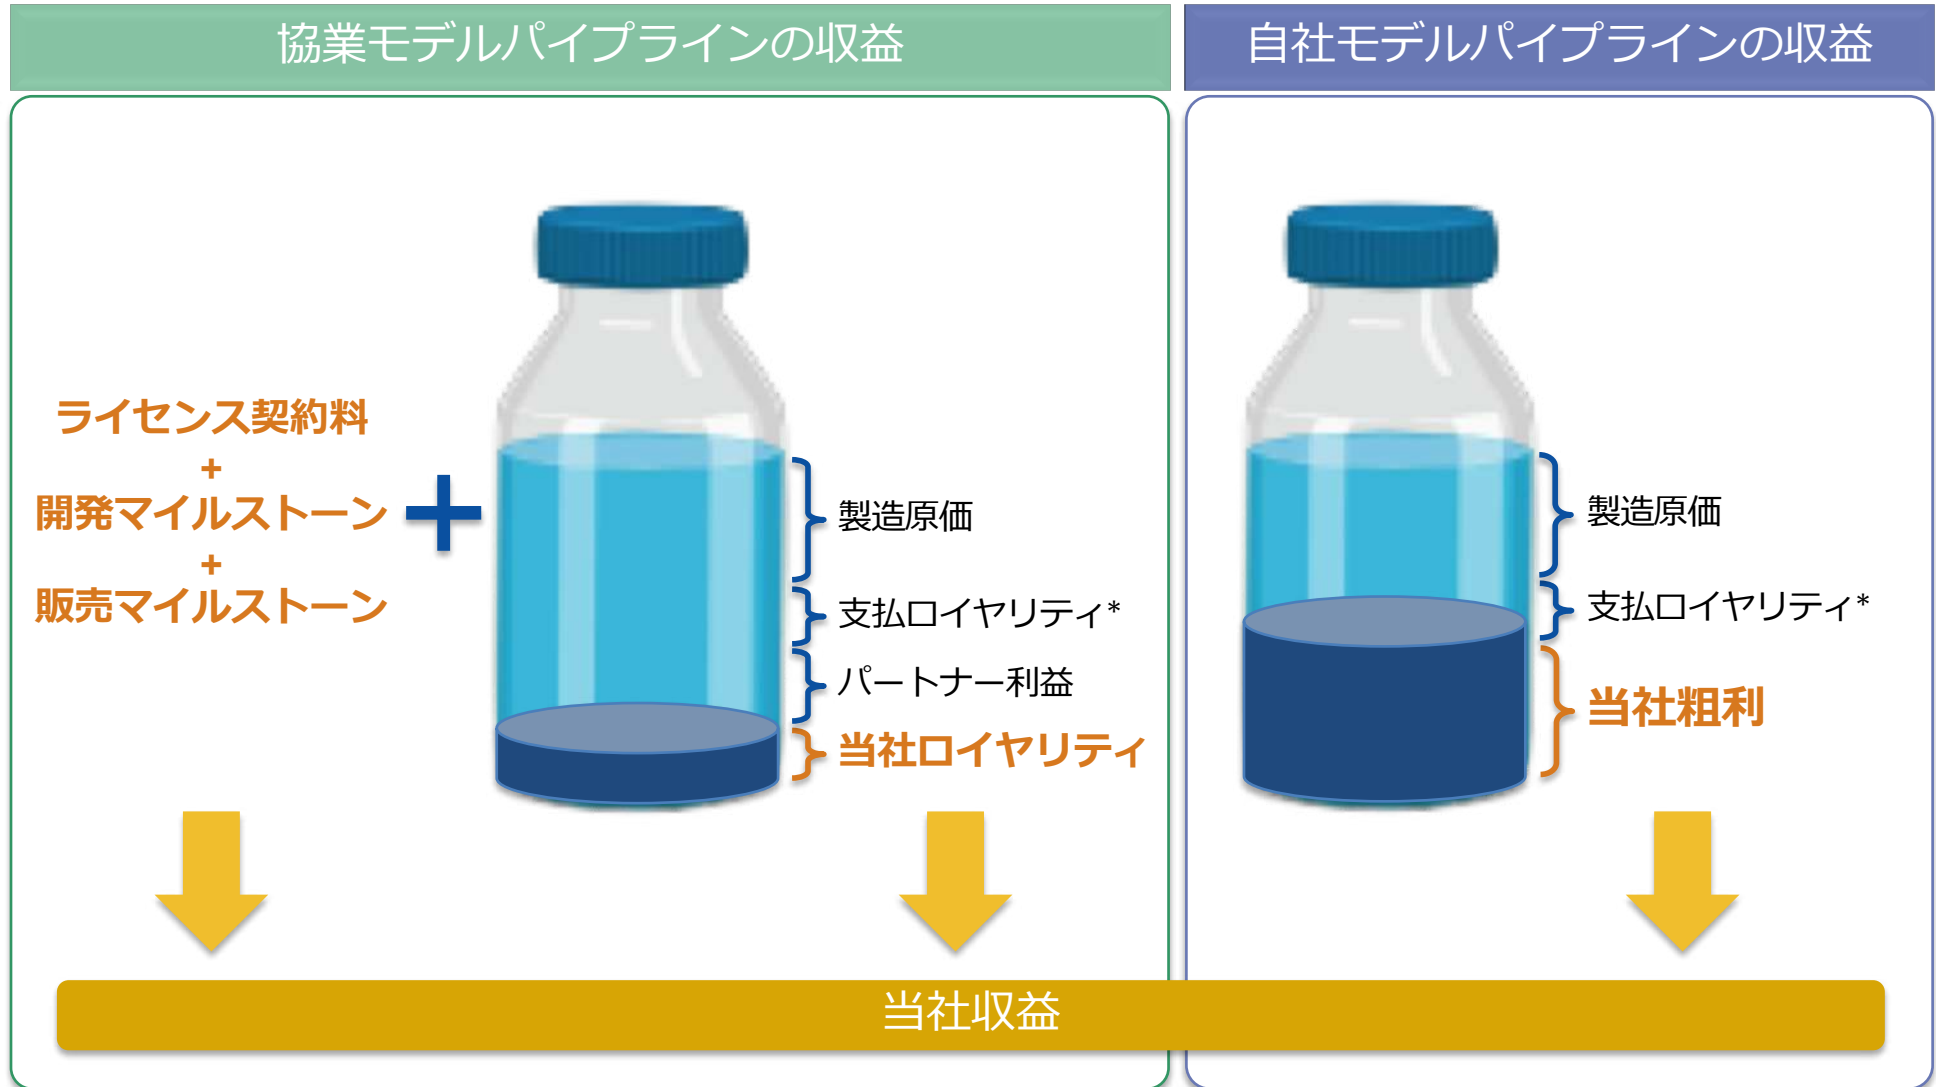 協業モデルパイプラインの収益
ライセンス契約料
+
開発マイルストーン
+
販売マイルストーン
+
製造原価
支払ロイヤリティ*
パートナー利益
当社ロイヤリティ
自社モデルパイプラインの収益
製造原価
支払ロイヤリティ*
当社粗利
当社収益